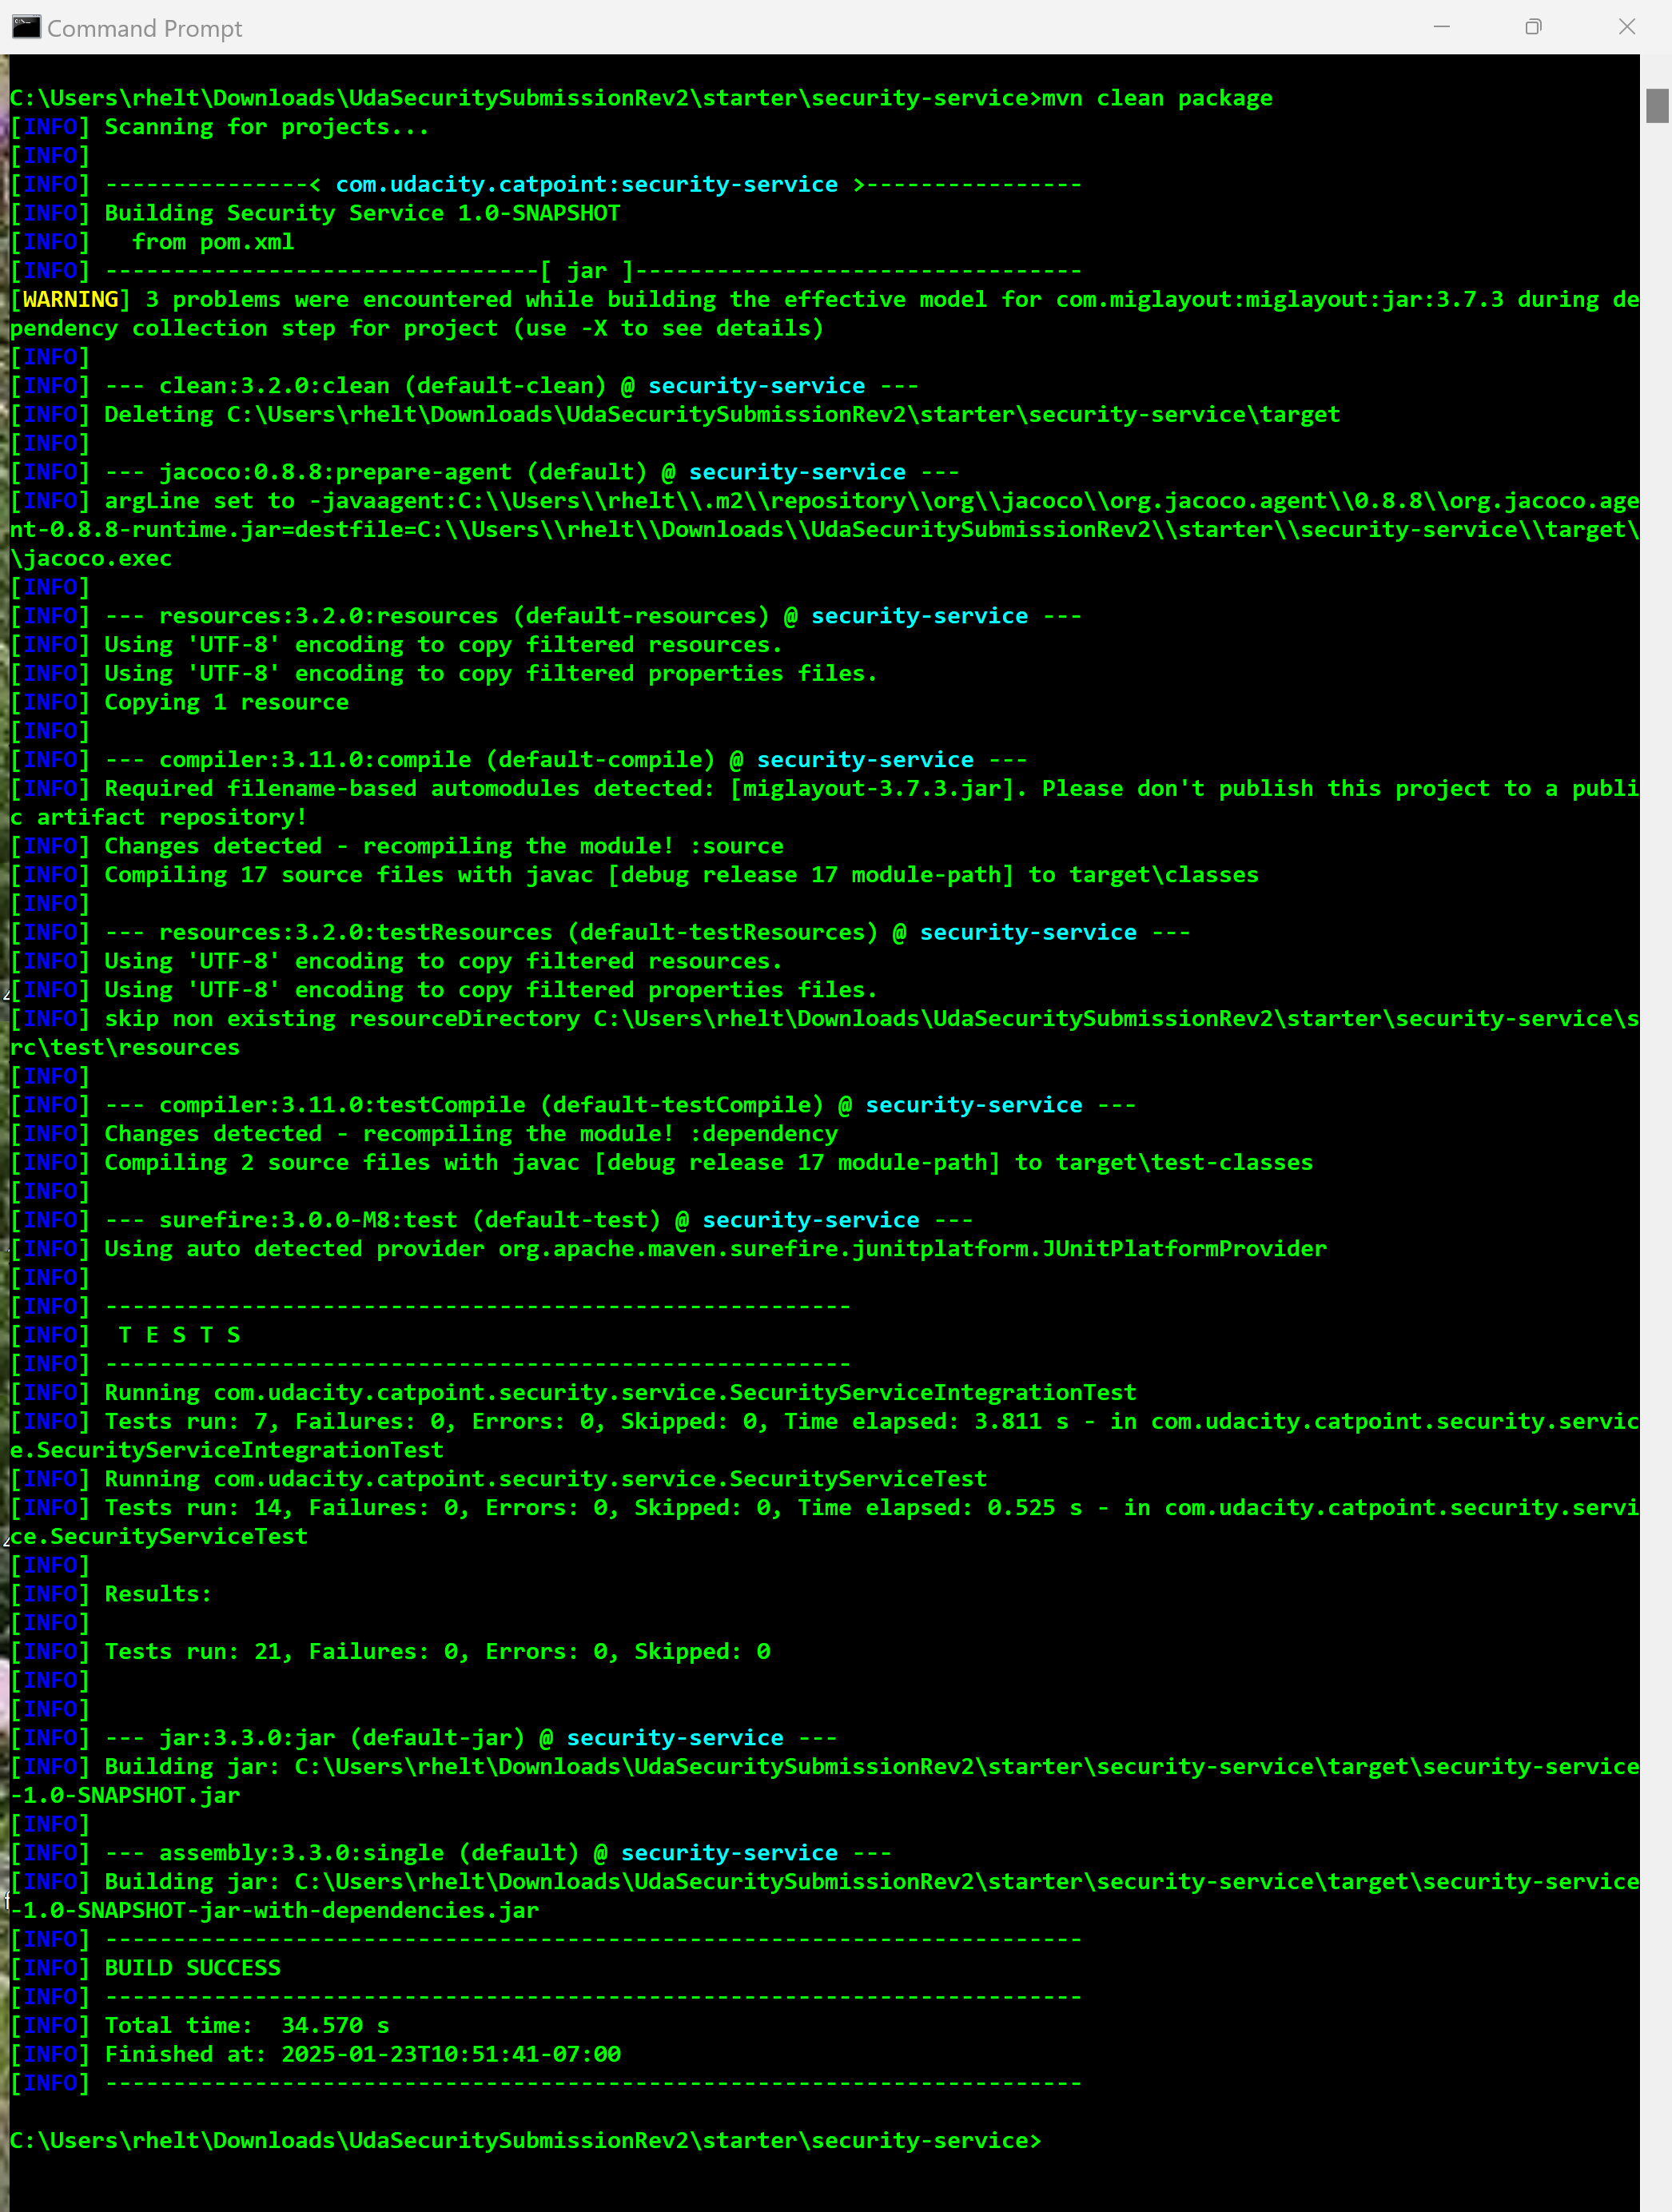 Command Prompt
C:\Users\rhelt\Downloads\UdaSecuritySubmissionRev2\starter\security-service>mvn clean package
[INFO] Scanning for projects...
[INFO]
[INFO] ---------------< com.udacity.catpoint:security-service >----------------
[INFO] Building Security Service 1.0-SNAPSHOT
[INFO]   from pom.xml
[INFO] --------------------------------[ jar ]---------------------------------
[WARNING] 3 problems were encountered while building the effective model for com.miglayout:miglayout:jar:3.7.3 during de
pendency collection step for project (use -X to see details)
[INFO]
[INFO] --- clean:3.2.0:clean (default-clean) @ security-service ---
[INFO] Deleting C:\Users\rhelt\Downloads\UdaSecuritySubmissionRev2\starter\security-service\target
[INFO]
[INFO] --- jacoco:0.8.8:prepare-agent (default) @ security-service ---
[INFO] argLine set to -javaagent:C:\\Users\\rhelt\\.m2\\repository\\org\\jacoco\\org.jacoco.agent\\0.8.8\\org.jacoco.age
nt-0.8.8-runtime.jar=destfile=C:\\Users\\rhelt\\Downloads\\UdaSecuritySubmissionRev2\\starter\\security-service\\target\
\jacoco.exec
[INFO]
[INFO] --- resources:3.2.0:resources (default-resources) @ security-service ---
[INFO] Using 'UTF-8' encoding to copy filtered resources.
[INFO] Using 'UTF-8' encoding to copy filtered properties files.
[INFO] Copying 1 resource
[INFO]
[INFO] --- compiler:3.11.0:compile (default-compile) @ security-service ---
[INFO] Required filename-based automodules detected: [miglayout-3.7.3.jar]. Please don't publish this project to a publi
c artifact repository!
[INFO] Changes detected - recompiling the module! :source
[INFO] Compiling 17 source files with javac [debug release 17 module-path] to target\classes
[INFO]
[INFO] --- resources:3.2.0:testResources (default-testResources) @ security-service ---
[INFO] Using 'UTF-8' encoding to copy filtered resources.
[INFO] Using 'UTF-8' encoding to copy filtered properties files.
[INFO] skip non existing resourceDirectory C:\Users\rhelt\Downloads\UdaSecuritySubmissionRev2\starter\security-service\s
rc\test\resources
[INFO]
[INFO] --- compiler:3.11.0:testCompile (default-testCompile) @ security-service ---
[INFO] Changes detected - recompiling the module! :dependency
[INFO] Compiling 2 source files with javac [debug release 17 module-path] to target\test-classes
[INFO]
[INFO] --- surefire:3.0.0-M8:test (default-test) @ security-service ---
[INFO] Using auto detected provider org.apache.maven.surefire.junitplatform.JUnitPlatformProvider
[INFO]
[INFO] -------------------------------------------------------
[INFO]  T E S T S
[INFO] -------------------------------------------------------
[INFO] Running com.udacity.catpoint.security.service.SecurityServiceIntegrationTest
[INFO] Tests run: 7, Failures: 0, Errors: 0, Skipped: 0, Time elapsed: 3.811 s - in com.udacity.catpoint.security.servic
e.SecurityServiceIntegrationTest
[INFO] Running com.udacity.catpoint.security.service.SecurityServiceTest
[INFO] Tests run: 14, Failures: 0, Errors: 0, Skipped: 0, Time elapsed: 0.525 s - in com.udacity.catpoint.security.servi
ce.SecurityServiceTest
[INFO]
[INFO] Results:
[INFO]
[INFO] Tests run: 21, Failures: 0, Errors: 0, Skipped: 0
[INFO]
[INFO]
[INFO] --- jar:3.3.0:jar (default-jar) @ security-service ---
[INFO] Building jar: C:\Users\rhelt\Downloads\UdaSecuritySubmissionRev2\starter\security-service\target\security-service
-1.0-SNAPSHOT.jar
[INFO]
[INFO] --- assembly:3.3.0:single (default) @ security-service ---
[INFO] Building jar: C:\Users\rhelt\Downloads\UdaSecuritySubmissionRev2\starter\security-service\target\security-service
-1.0-SNAPSHOT-jar-with-dependencies.jar
[INFO] ------------------------------------------------------------------------
[INFO] BUILD SUCCESS
[INFO] ------------------------------------------------------------------------
[INFO] Total time:  34.570 s
[INFO] Finished at: 2025-01-23T10:51:41-07:00
[INFO] ------------------------------------------------------------------------
C:\Users\rhelt\Downloads\UdaSecuritySubmissionRev2\starter\security-service>